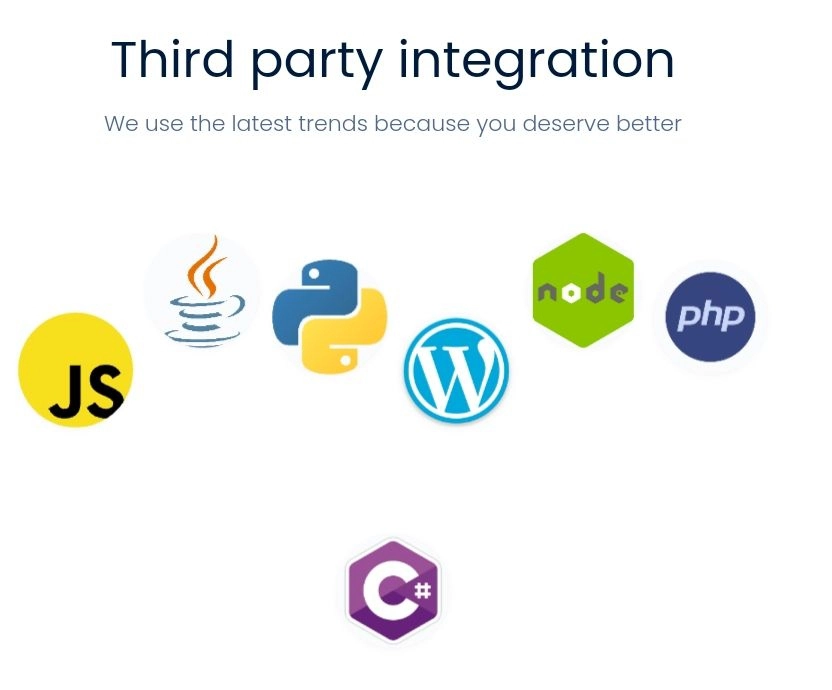 Third party integration
We use the latest trends because you deserve better
node
php
JS
W
C#